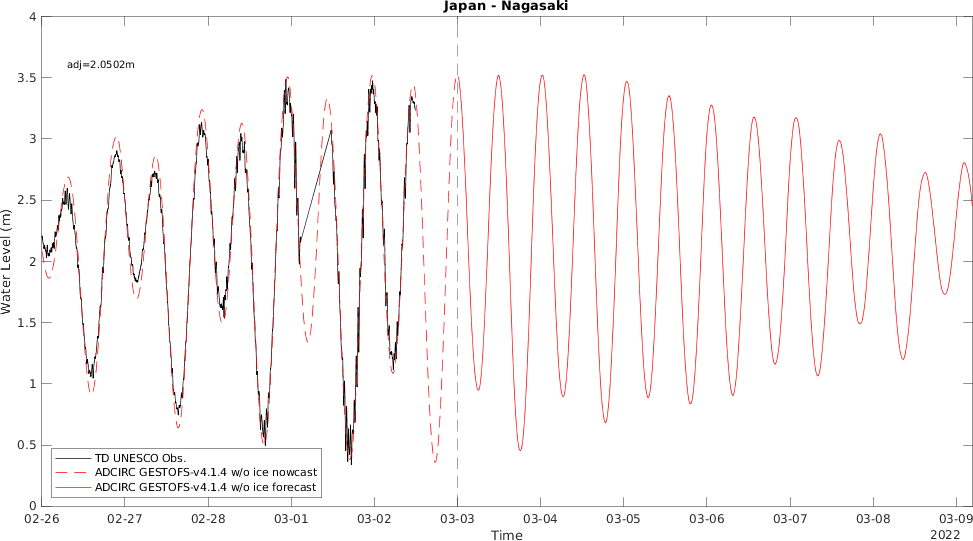 Japan - Nagasaki
adj=2.0502m
4
3.5
3
2.5
2
1.5
1
0.5
0
Water Level (m)
TD UNESCO Obs.
ADCIRC GESTOFS-v4.1.4 w/o ice nowcast
ADCIRC GESTOFS-v4.1.4 w/o ice forecast
02-26 02-27 02-28 03-01 03-02 03-03 03-04 03-05 03-06 03-07 03-08 03-09
Time
2022